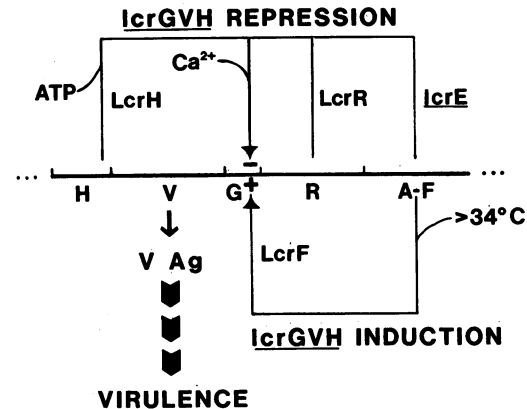 lcrGVH REPRESSION
Ca²⁺
ATP
LcrH
LcrR
lcrE
−
... ...
H V G + R A-F
>34°C
V Ag
LcrF
lcrGVH INDUCTION
VIRULENCE